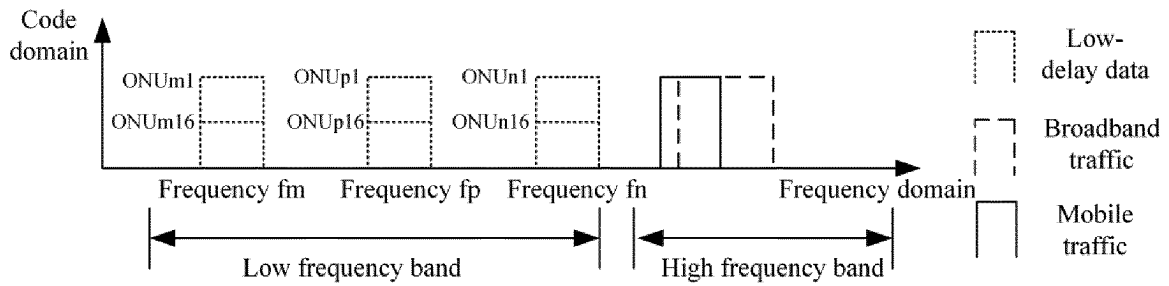 Code
domain
ONUm1
ONUm16
ONUp1
ONUp16
ONUn1
ONUn16
Frequency fm
Frequency fp
Frequency fn
Frequency domain
Low frequency band
High frequency band
Low-
delay data
Broadband
traffic
Mobile
traffic